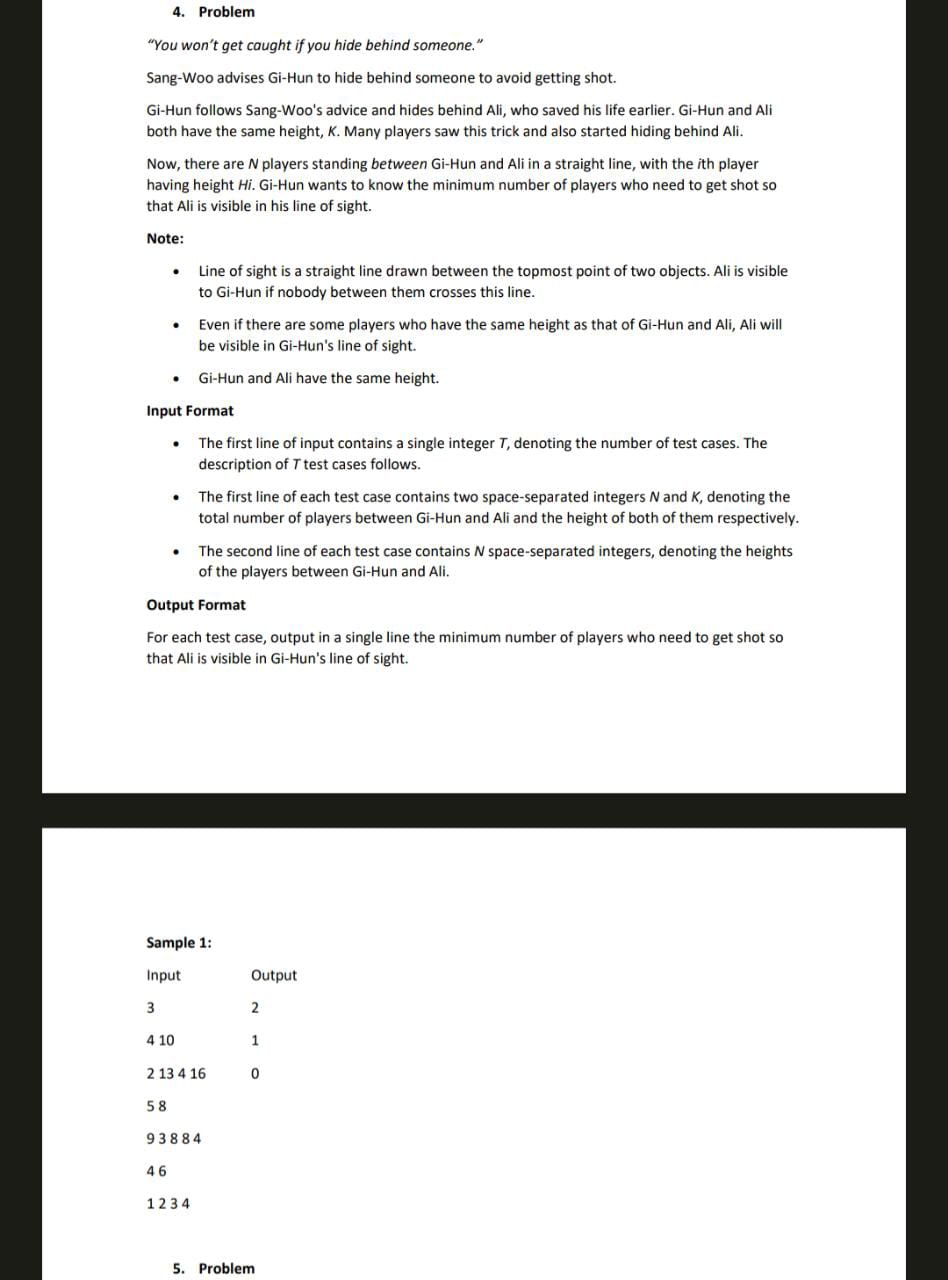 4. Problem
“You won’t get caught if you hide behind someone.”
Sang-Woo advises Gi-Hun to hide behind someone to avoid getting shot.
Gi-Hun follows Sang-Woo's advice and hides behind Ali, who saved his life earlier. Gi-Hun and Ali
both have the same height, K. Many players saw this trick and also started hiding behind Ali.
Now, there are N players standing between Gi-Hun and Ali in a straight line, with the ith player
having height Hi. Gi-Hun wants to know the minimum number of players who need to get shot so
that Ali is visible in his line of sight.
Note:
• Line of sight is a straight line drawn between the topmost point of two objects. Ali is visible
to Gi-Hun if nobody between them crosses this line.
• Even if there are some players who have the same height as that of Gi-Hun and Ali, Ali will
be visible in Gi-Hun's line of sight.
• Gi-Hun and Ali have the same height.
Input Format
• The first line of input contains a single integer T, denoting the number of test cases. The
description of T test cases follows.
• The first line of each test case contains two space-separated integers N and K, denoting the
total number of players between Gi-Hun and Ali and the height of both of them respectively.
• The second line of each test case contains N space-separated integers, denoting the heights
of the players between Gi-Hun and Ali.
Output Format
For each test case, output in a single line the minimum number of players who need to get shot so
that Ali is visible in Gi-Hun's line of sight.
Sample 1:
Input Output
3 2
4 10 1
2 13 4 16 0
5 8
9 3 8 8 4
4 6
1 2 3 4
5. Problem